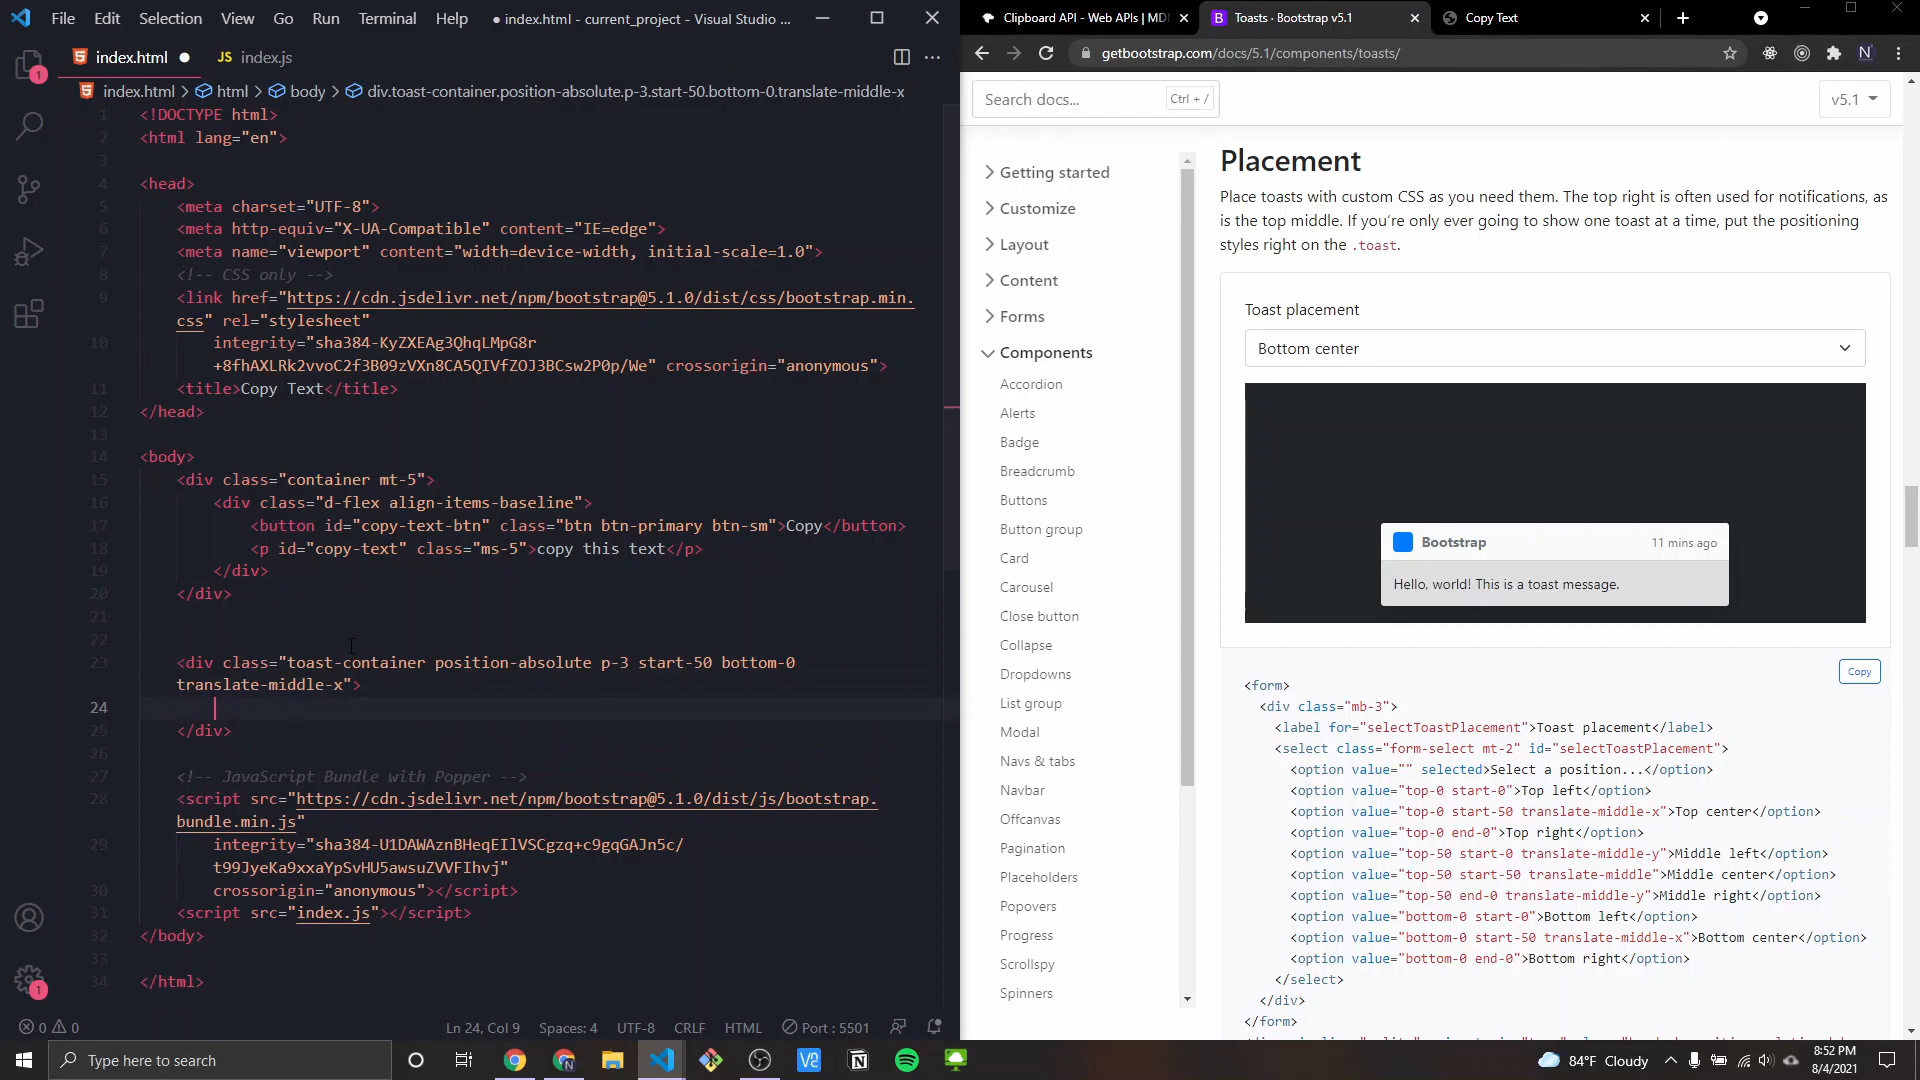 File Edit Selection View Go Run Terminal Help ● index.html - current_project - Visual Studio ...
index.html ● JS index.js
index.html > html > body > div.toast-container.position-absolute.p-3.start-50.bottom-0.translate-middle-x
1 <!DOCTYPE html>
2 <html lang="en">
3
4 <head>
5 <meta charset="UTF-8">
6 <meta http-equiv="X-UA-Compatible" content="IE=edge">
7 <meta name="viewport" content="width=device-width, initial-scale=1.0">
8 <!-- CSS only -->
9 <link href="https://cdn.jsdelivr.net/npm/bootstrap@5.1.0/dist/css/bootstrap.min.
css" rel="stylesheet"
10 integrity="sha384-KyZXEAg3QhqLMpG8r
+8fhAXLRk2vvoC2f3B09zVXn8CA5QIVfZOJ3BCsw2P0p/We" crossorigin="anonymous">
11 <title>Copy Text</title>
12 </head>
13
14 <body>
15 <div class="container mt-5">
16 <div class="d-flex align-items-baseline">
17 <button id="copy-text-btn" class="btn btn-primary btn-sm">Copy</button>
18 <p id="copy-text" class="ms-5">copy this text</p>
19 </div>
20 </div>
21
22
23 <div class="toast-container position-absolute p-3 start-50 bottom-0
translate-middle-x">
24
25 </div>
26
27 <!-- JavaScript Bundle with Popper -->
28 <script src="https://cdn.jsdelivr.net/npm/bootstrap@5.1.0/dist/js/bootstrap.
bundle.min.js"
29 integrity="sha384-U1DAWAznBHeqEIlVSCgzq+c9gqGAJn5c/
t99JyeKa9xxaYpSvHU5awsuZVVFIhvj"
30 crossorigin="anonymous"></script>
31 <script src="index.js"></script>
32 </body>
33
34 </html>
1
1
0 0 Ln 24, Col 9 Spaces: 4 UTF-8 CRLF HTML Port : 5501
Clipboard API - Web APIs | MD
Toasts · Bootstrap v5.1
Copy Text
getbootstrap.com/docs/5.1/components/toasts/
N
Search docs... Ctrl + /
v5.1
Getting started
Customize
Layout
Content
Forms
Components
Accordion
Alerts
Badge
Breadcrumb
Buttons
Button group
Card
Carousel
Close button
Collapse
Dropdowns
List group
Modal
Navs & tabs
Navbar
Offcanvas
Pagination
Placeholders
Popovers
Progress
Scrollspy
Spinners
Placement
Place toasts with custom CSS as you need them. The top right is often used for notifications, as
is the top middle. If you're only ever going to show one toast at a time, put the positioning
styles right on the .toast.
Toast placement
Bottom center
Bootstrap 11 mins ago
Hello, world! This is a toast message.
Copy
<form>
<div class="mb-3">
<label for="selectToastPlacement">Toast placement</label>
<select class="form-select mt-2" id="selectToastPlacement">
<option value="" selected>Select a position...</option>
<option value="top-0 start-0">Top left</option>
<option value="top-0 start-50 translate-middle-x">Top center</option>
<option value="top-0 end-0">Top right</option>
<option value="top-50 start-0 translate-middle-y">Middle left</option>
<option value="top-50 start-50 translate-middle">Middle center</option>
<option value="top-50 end-0 translate-middle-y">Middle right</option>
<option value="bottom-0 start-0">Bottom left</option>
<option value="bottom-0 start-50 translate-middle-x">Bottom center</option>
<option value="bottom-0 end-0">Bottom right</option>
</select>
</div>
</form>
Type here to search
84°F Cloudy
8:52 PM
8/4/2021